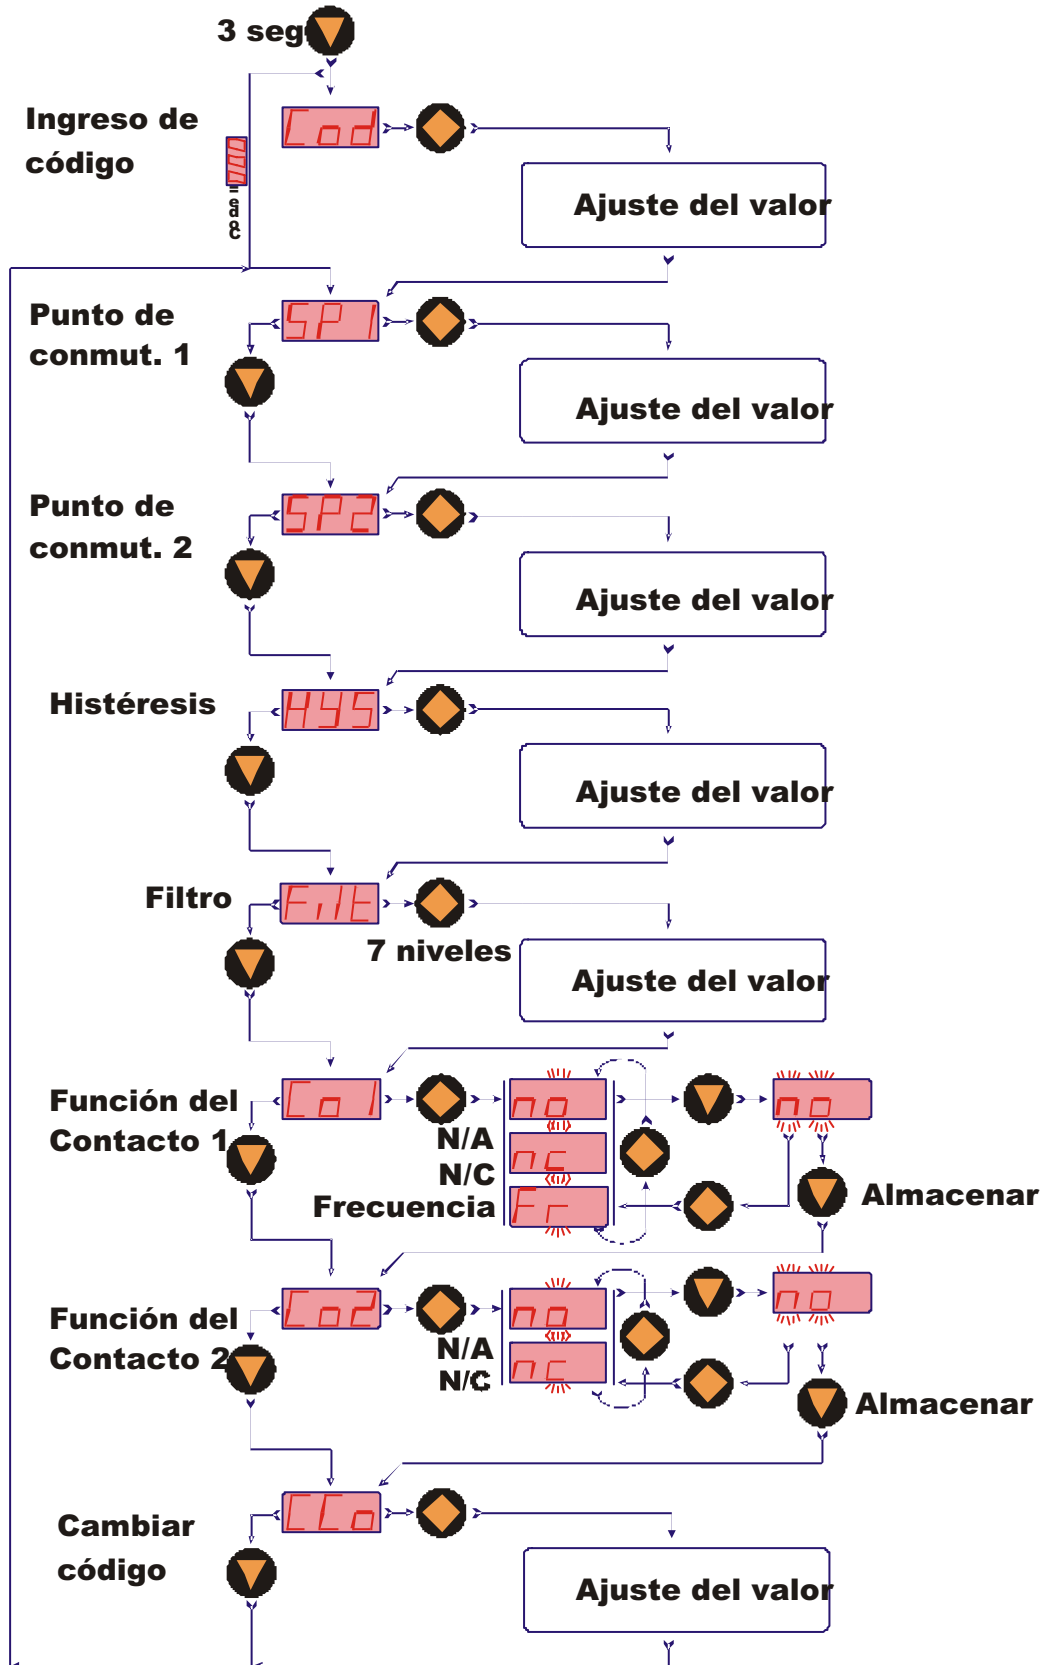 3 seg
Cod
Ingreso de
código
Code=
Ajuste del valor
Punto de
conmut. 1
SP1
Ajuste del valor
Punto de
conmut. 2
SP2
Ajuste del valor
Histéresis
HYS
Ajuste del valor
Filtro
Filt
7 niveles
Ajuste del valor
Función del
Contacto 1
Co1
no
N/A
nc
N/C
Frecuencia
Fr
no
Almacenar
Función del
Contacto 2
Co2
no
N/A
nc
N/C
no
Almacenar
Cambiar
código
CCo
Ajuste del valor